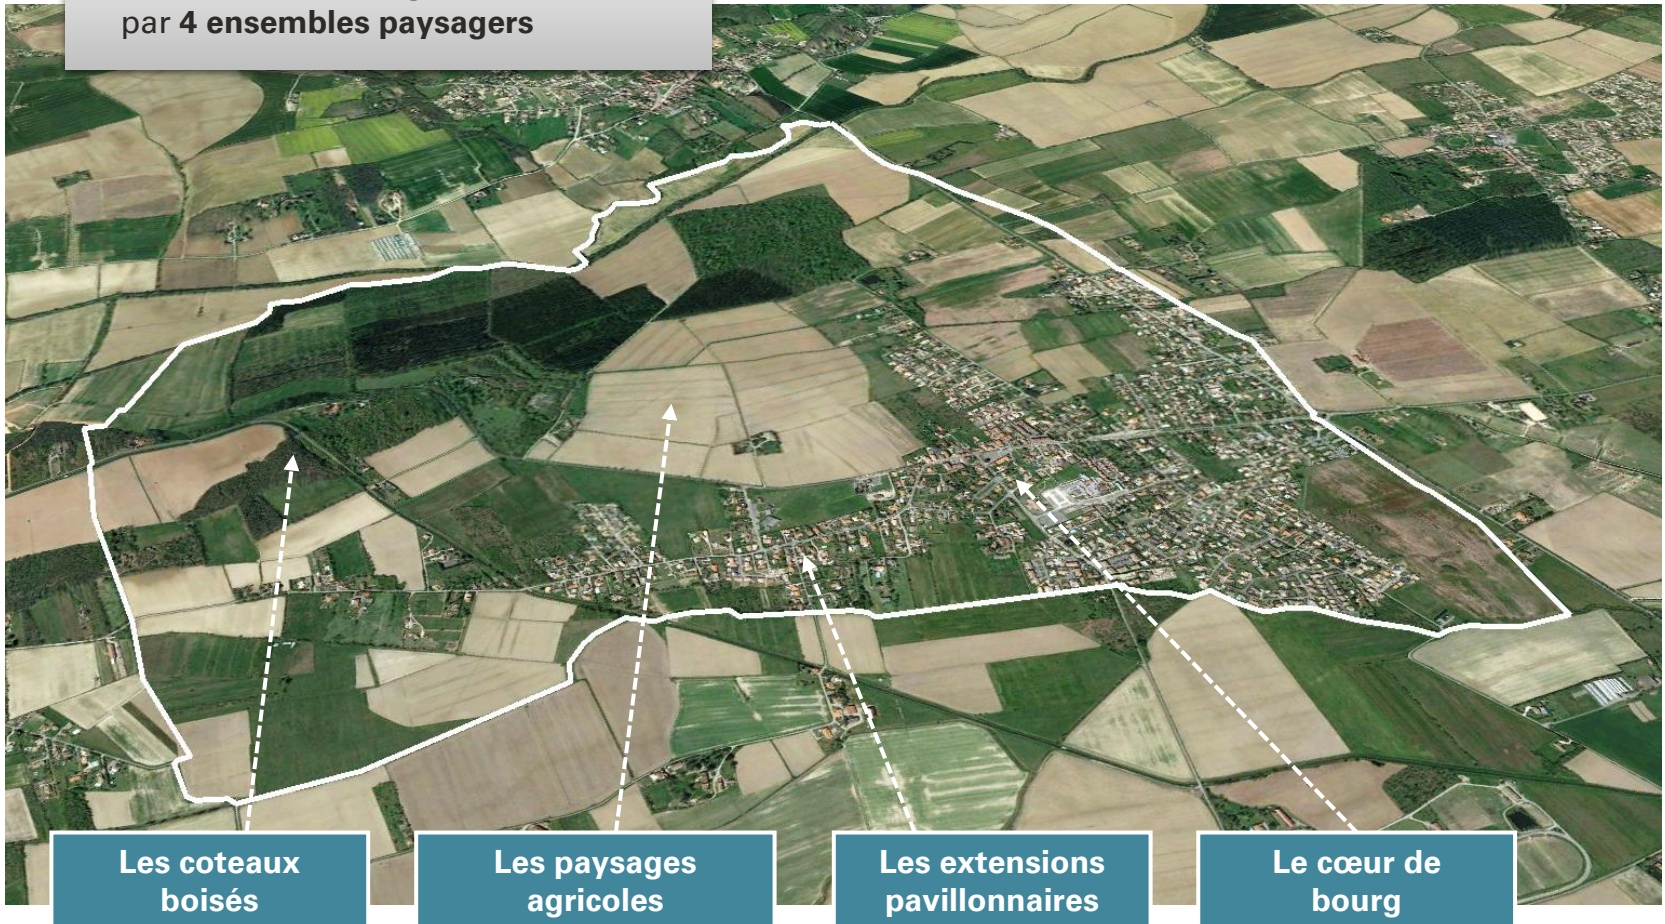 par 4 ensembles paysagers
Les coteaux
boisés
Les paysages
agricoles
Les extensions
pavillonnaires
Le cœur de
bourg